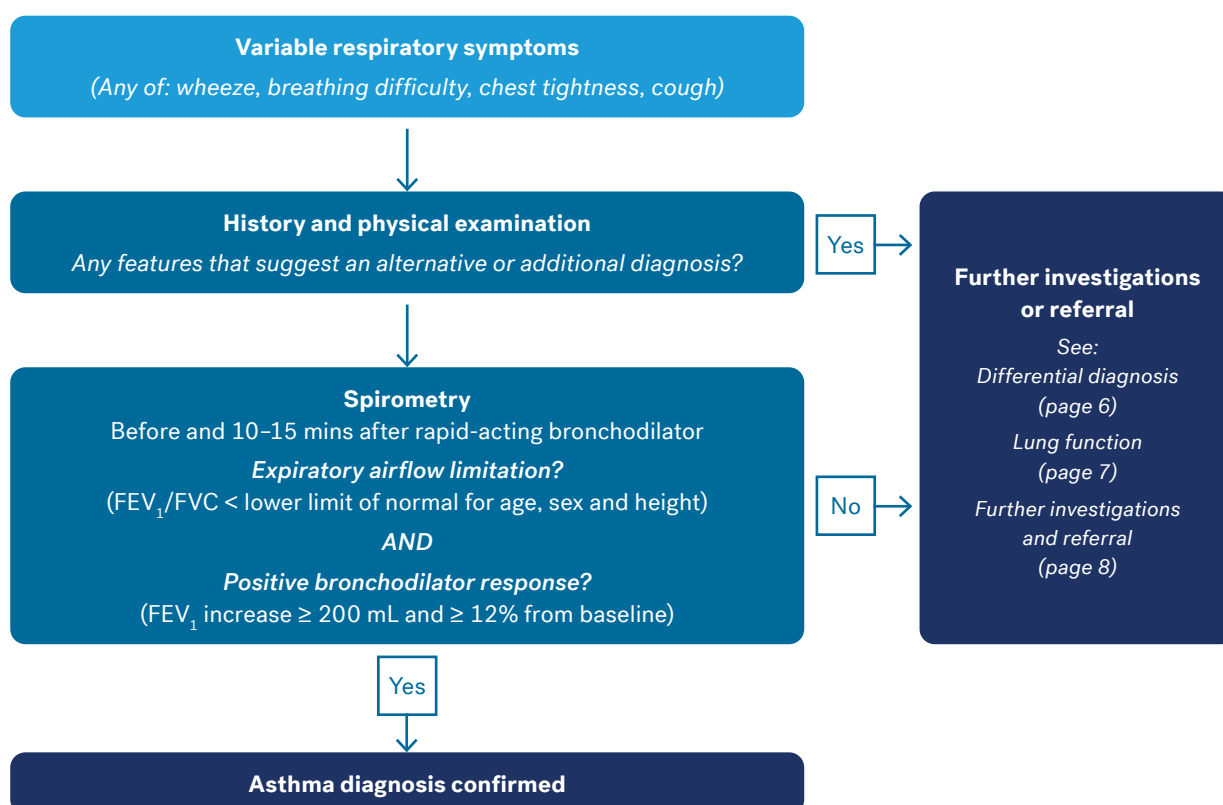 Variable respiratory symptoms
(Any of: wheeze, breathing difficulty, chest tightness, cough)
History and physical examination
Any features that suggest an alternative or additional diagnosis?
Yes
Further investigations
or referral
See:
Differential diagnosis
(page 6)
Lung function
(page 7)
Further investigations
and referral
(page 8)
Spirometry
Before and 10–15 mins after rapid-acting bronchodilator
Expiratory airflow limitation?
(FEV₁/FVC < lower limit of normal for age, sex and height)
AND
Positive bronchodilator response?
(FEV₁ increase ≥ 200 mL and ≥ 12% from baseline)
No
Yes
Asthma diagnosis confirmed